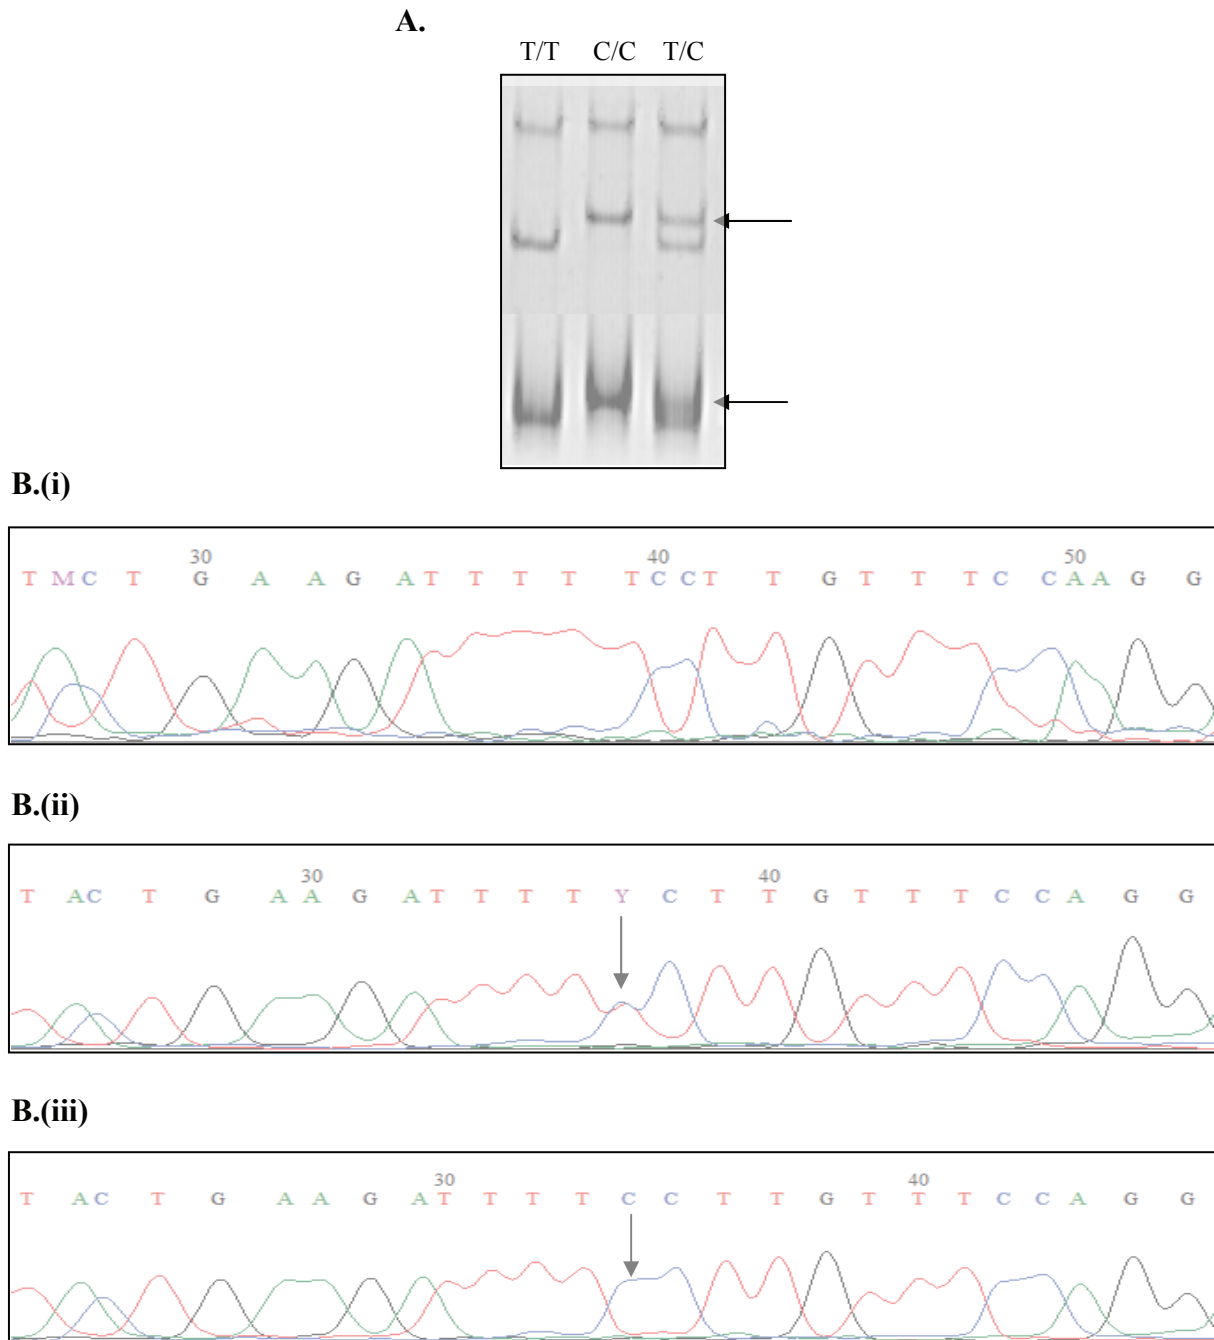 A.
T/T C/C T/C
B.(i)
30 40 50
T M C T G A A G A T T T T T C C T T G T T T C C A A G G
B.(ii)
30 40
T A C T G A A G A T T T T Y C T T G T T T C C A G G
B.(iii)
30 40
T A C T G A A G A T T T T C C T T G T T T C C A G G